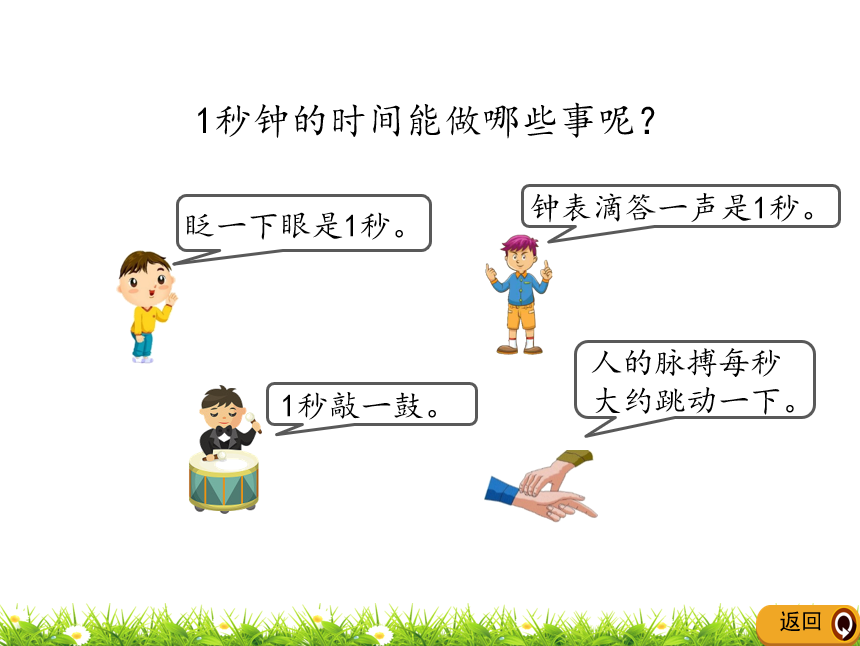 1秒钟的时间能做哪些事呢？
眨一下眼是1秒。
钟表滴答一声是1秒。
1秒敲一鼓。
人的脉搏每秒
大约跳动一下。
返回